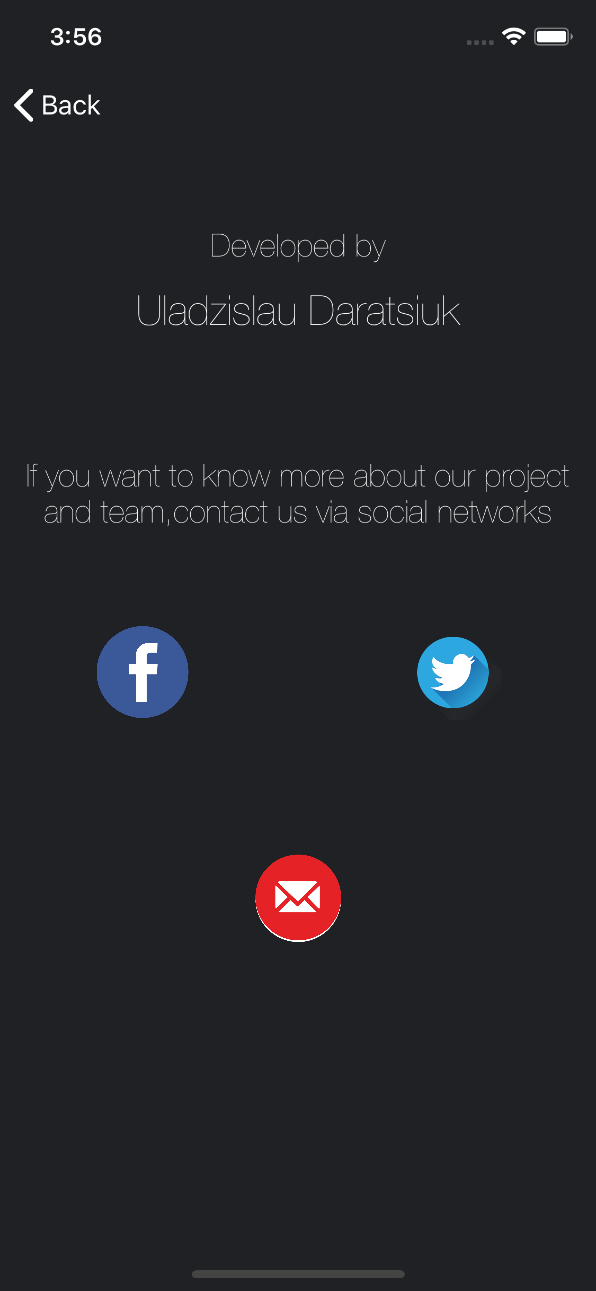 3:56
Back
Developed by
Uladzislau Daratsiuk
If you want to know more about our project
and team,contact us via social networks
f